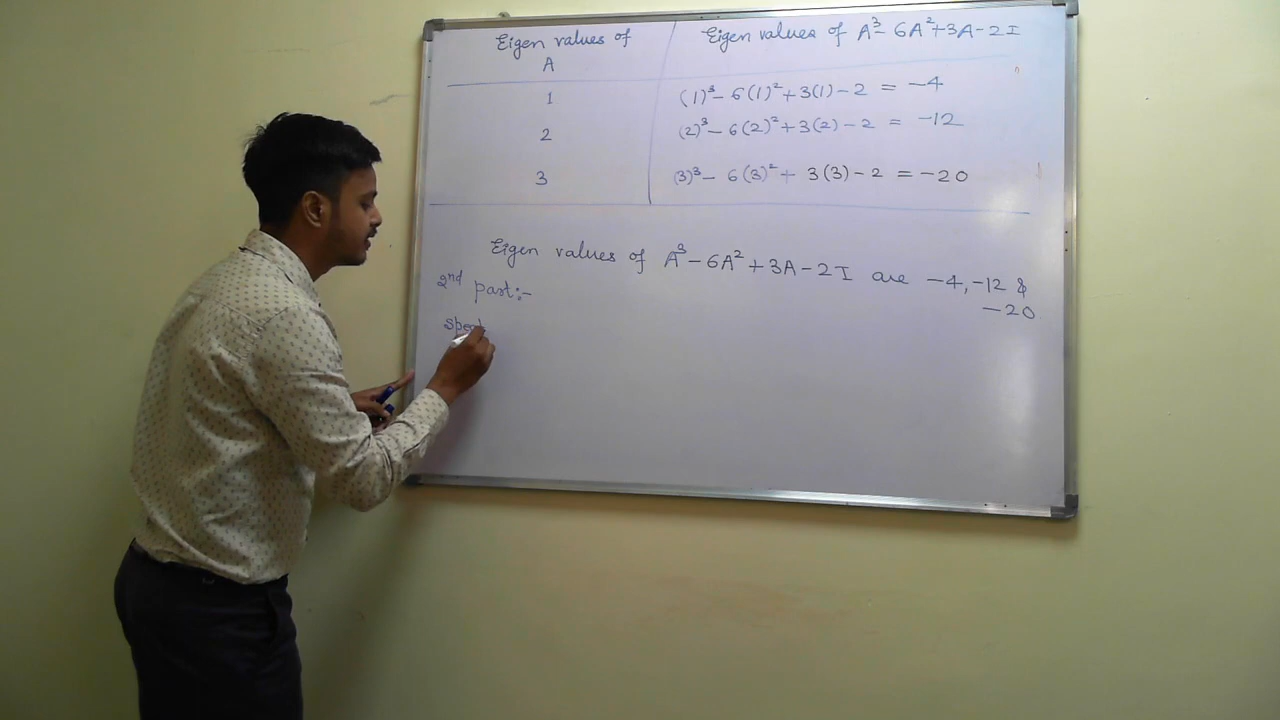 Eigen values of A
Eigen values of A³- 6A²+3A-2I
1 (1)³- 6(1)²+3(1)-2 = -4
2 (2)³- 6(2)²+3(2)-2 = -12
3 (3)³- 6(3)²+ 3(3)-2 = -20
Eigen values of A³-6A²+3A-2I are -4,-12 &
-20
2nd part:-